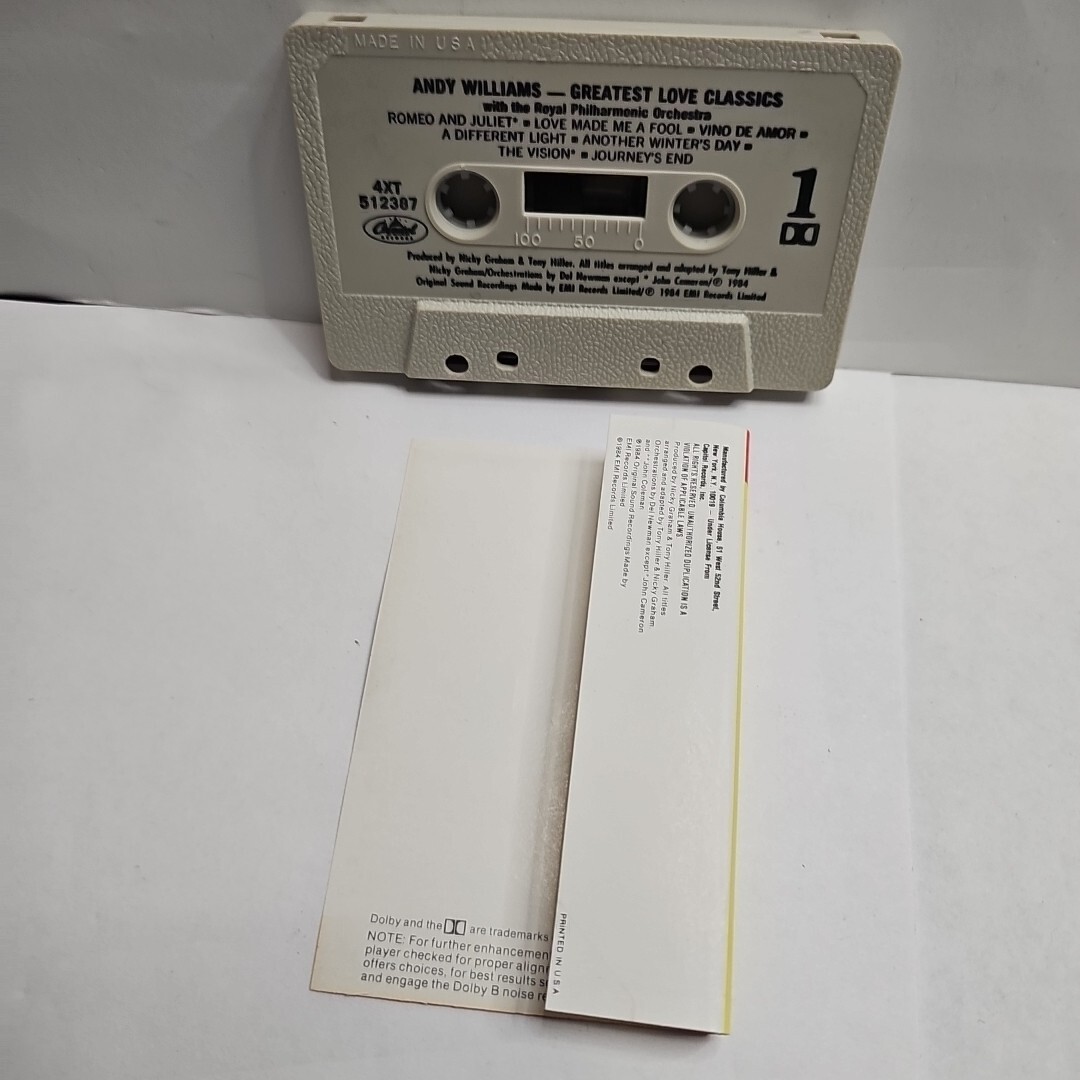 MADE IN USA
ANDY WILLIAMS — GREATEST LOVE CLASSICS
with the Royal Philharmonic Orchestra
ROMEO AND JULIET* ▪ LOVE MADE ME A FOOL ▪ VINO DE AMOR ▪
A DIFFERENT LIGHT ▪ ANOTHER WINTER'S DAY ▪
THE VISION* ▪ JOURNEY'S END
4XT
512387
Capitol
RECORDS
1
100 50 0
Produced by Nicky Graham & Tony Hiller. All titles arranged and adapted by Tony Hiller &
Nicky Graham/Orchestrations by Del Newman except * John Cameron/℗ 1984
Original Sound Recordings Made by EMI Records Limited/℗ 1984 EMI Records Limited
Manufactured by Columbia House, 51 West 52nd Street,
New York, N.Y. 10019 – Under License From
Capitol Records, Inc.
ALL RIGHTS RESERVED. UNAUTHORIZED DUPLICATION IS A
VIOLATION OF APPLICABLE LAWS
Produced by Nicky Graham & Tony Hiller. All titles
arranged and adapted by Tony Hiller & Nicky Graham.
Orchestrations by Del Newman except *John Cameron
and **John Coleman.
℗1984 Original Sound Recordings Made by
EMI Records Limited
©1984 EMI Records Limited
PRINTED IN U S A
Dolby and the are trademarks
NOTE: For further enhancemen
player checked for proper align
offers choices, for best results s
and engage the Dolby B noise re